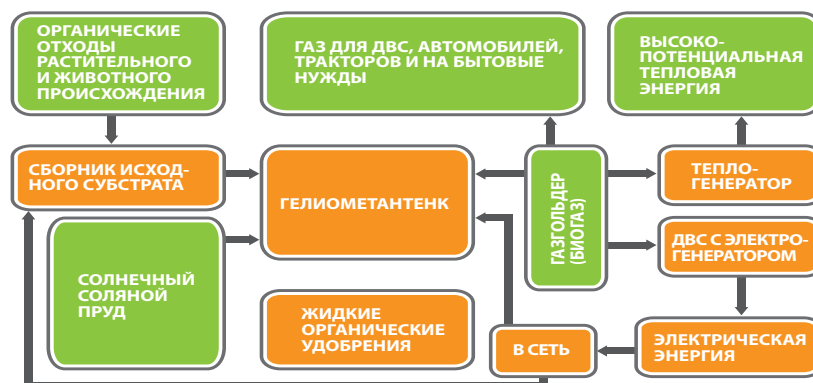 ОРГАНИЧЕСКИЕ
ОТХОДЫ
РАСТИТЕЛЬНОГО
И ЖИВОТНОГО
ПРОИСХОЖДЕНИЯ
ГАЗ ДЛЯ ДВС, АВТОМОБИЛЕЙ,
ТРАКТОРОВ И НА БЫТОВЫЕ
НУЖДЫ
ВЫСОКО-
ПОТЕНЦИАЛЬНАЯ
ТЕПЛОВАЯ
ЭНЕРГИЯ
СБОРНИК ИСХОД-
НОГО СУБСТРАТА
ГЕЛИОМЕТАНТЕНК
ГАЗГОЛЬДЕР
(БИОГАЗ)
ТЕПЛО-
ГЕНЕРАТОР
ДВС С ЭЛЕКТРО-
ГЕНЕРАТОРОМ
СОЛНЕЧНЫЙ
СОЛЯНОЙ
ПРУД
ЖИДКИЕ
ОРГАНИЧЕСКИЕ
УДОБРЕНИЯ
В СЕТЬ
ЭЛЕКТРИЧЕСКАЯ
ЭНЕРГИЯ